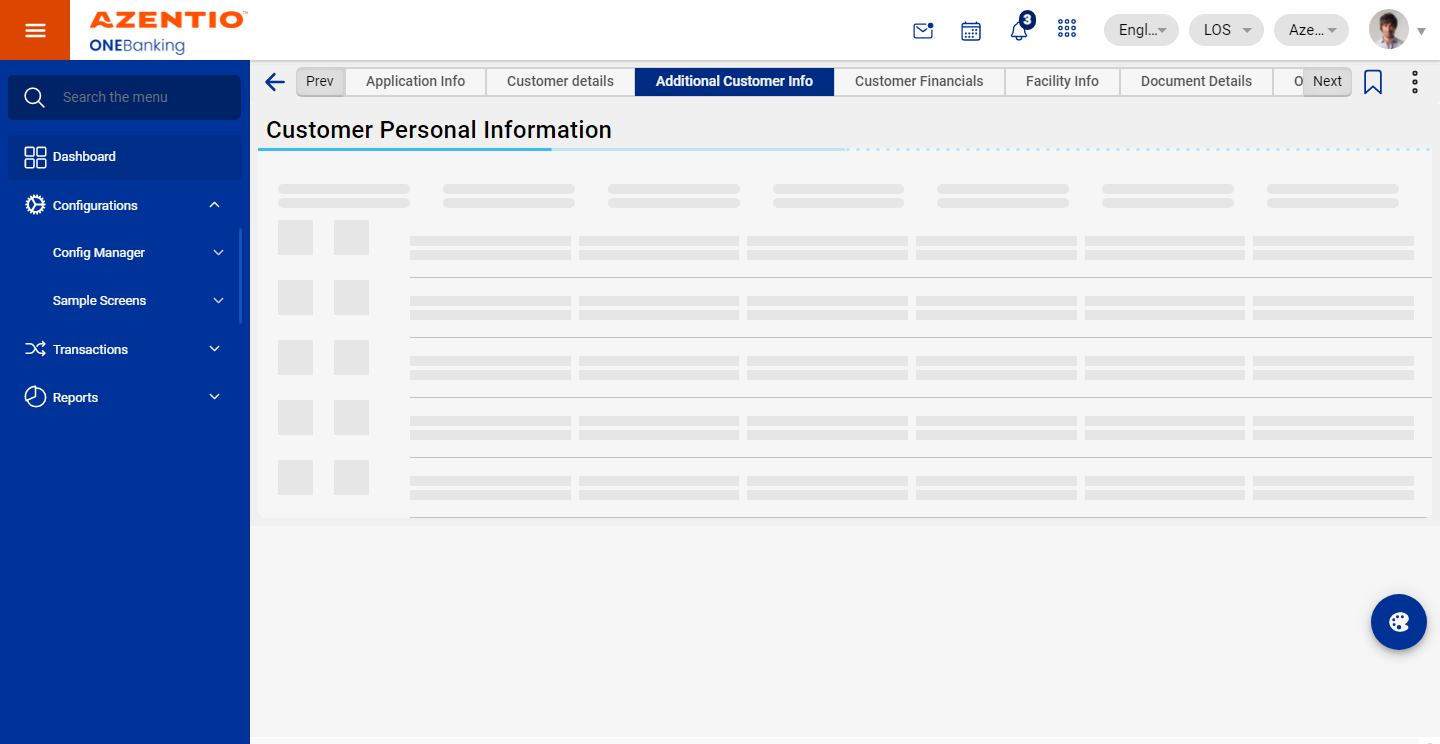 AZENTIO™
ONEBanking
3
Engl...
LOS
Aze...
Search the menu
Dashboard
Configurations
Config Manager
Sample Screens
Transactions
Reports
Prev
Application Info
Customer details
Additional Customer Info
Customer Financials
Facility Info
Document Details
O
Next
Customer Personal Information